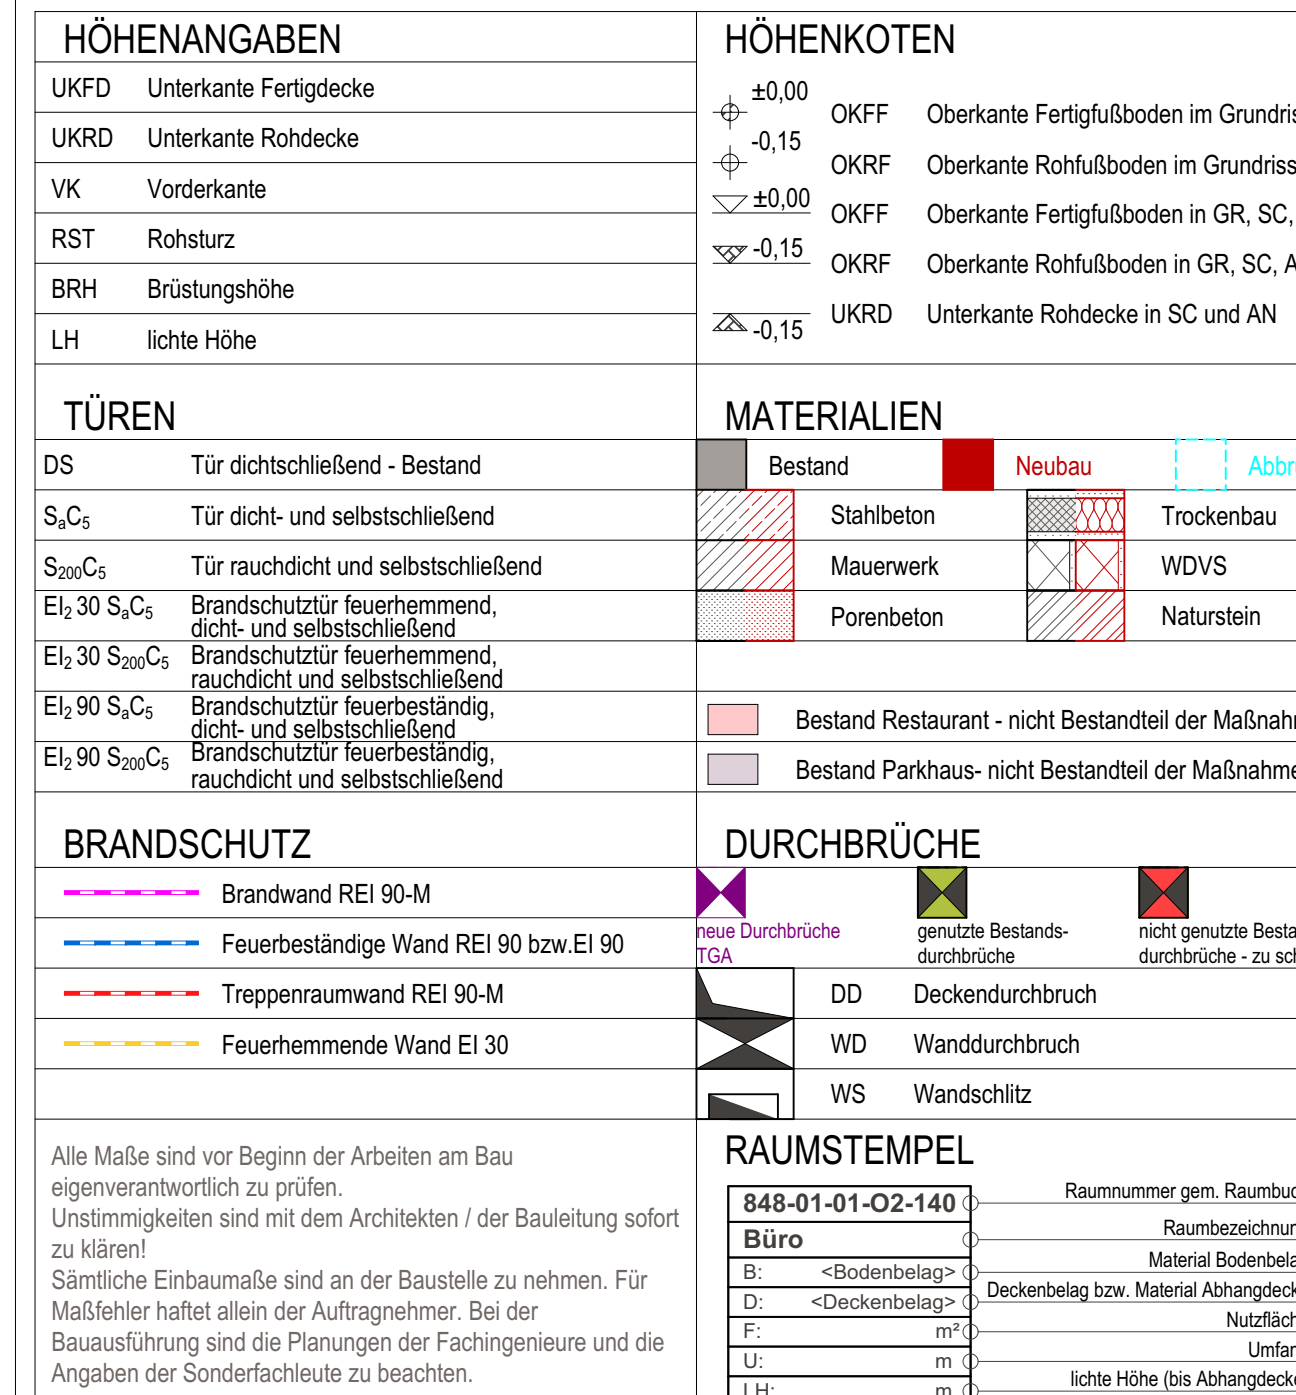 HÖHENANGABEN
UKFD Unterkante Fertigdecke
UKRD Unterkante Rohdecke
VK Vorderkante
RST Rohsturz
BRH Brüstungshöhe
LH lichte Höhe
HÖHENKOTEN
±0,00 OKFF Oberkante Fertigfußboden im Grundris
-0,15 OKRF Oberkante Rohfußboden im Grundriss
±0,00 OKFF Oberkante Fertigfußboden in GR, SC,
-0,15 OKRF Oberkante Rohfußboden in GR, SC, A
-0,15 UKRD Unterkante Rohdecke in SC und AN
TÜREN
DS Tür dichtschließend - Bestand
SaC5 Tür dicht- und selbstschließend
S200C5 Tür rauchdicht und selbstschließend
EI2 30 SaC5 Brandschutztür feuerhemmend,
dicht- und selbstschließend
EI2 30 S200C5 Brandschutztür feuerhemmend,
rauchdicht und selbstschließend
EI2 90 SaC5 Brandschutztür feuerbeständig,
dicht- und selbstschließend
EI2 90 S200C5 Brandschutztür feuerbeständig,
rauchdicht und selbstschließend
MATERIALIEN
Bestand Neubau Abbr
Stahlbeton Trockenbau
Mauerwerk WDVS
Porenbeton Naturstein
Bestand Restaurant - nicht Bestandteil der Maßnah
Bestand Parkhaus- nicht Bestandteil der Maßnahme
BRANDSCHUTZ
Brandwand REI 90-M
Feuerbeständige Wand REI 90 bzw.EI 90
Treppenraumwand REI 90-M
Feuerhemmende Wand EI 30
DURCHBRÜCHE
neue Durchbrüche genutzte Bestands- nicht genutzte Besta
TGA durchbrüche durchbrüche - zu sc
DD Deckendurchbruch
WD Wanddurchbruch
WS Wandschlitz
Alle Maße sind vor Beginn der Arbeiten am Bau
eigenverantwortlich zu prüfen.
Unstimmigkeiten sind mit dem Architekten / der Bauleitung sofort
zu klären!
Sämtliche Einbaumaße sind an der Baustelle zu nehmen. Für
Maßfehler haftet allein der Auftragnehmer. Bei der
Bauausführung sind die Planungen der Fachingenieure und die
Angaben der Sonderfachleute zu beachten.
RAUMSTEMPEL
848-01-01-O2-140 Raumnummer gem. Raumbuc
Büro Raumbezeichnun
B: <Bodenbelag> Material Bodenbela
D: <Deckenbelag> Deckenbelag bzw. Material Abhangdeck
F: m² Nutzfläch
U: m Umfan
LH: m lichte Höhe (bis Abhangdecke